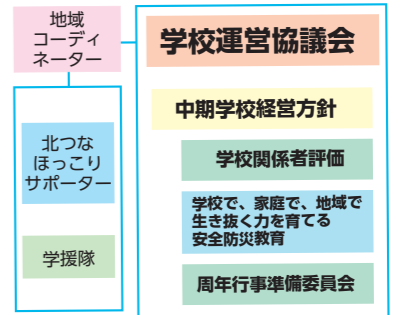 地域
コーディ
ネーター
北つな
ほっこり
サポーター
学援隊
学校運営協議会
中期学校経営方針
学校関係者評価
学校で、家庭で、地域で
生き抜く力を育てる
安全防災教育
周年行事準備委員会